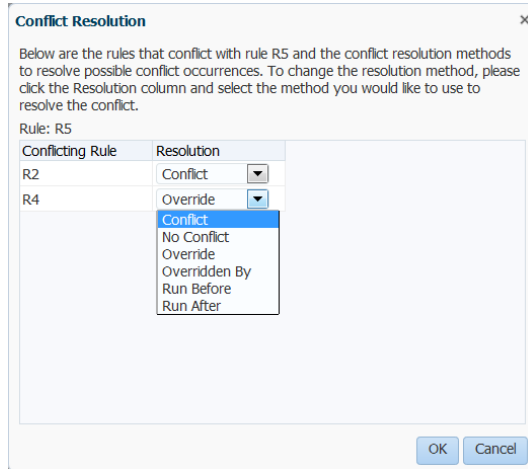 Conflict Resolution
Below are the rules that conflict with rule R5 and the conflict resolution methods
to resolve possible conflict occurrences. To change the resolution method, please
click the Resolution column and select the method you would like to use to
resolve the conflict.
Rule: R5
Conflicting Rule Resolution
R2 Conflict
R4 Override
Conflict
No Conflict
Override
Overridden By
Run Before
Run After
OK Cancel